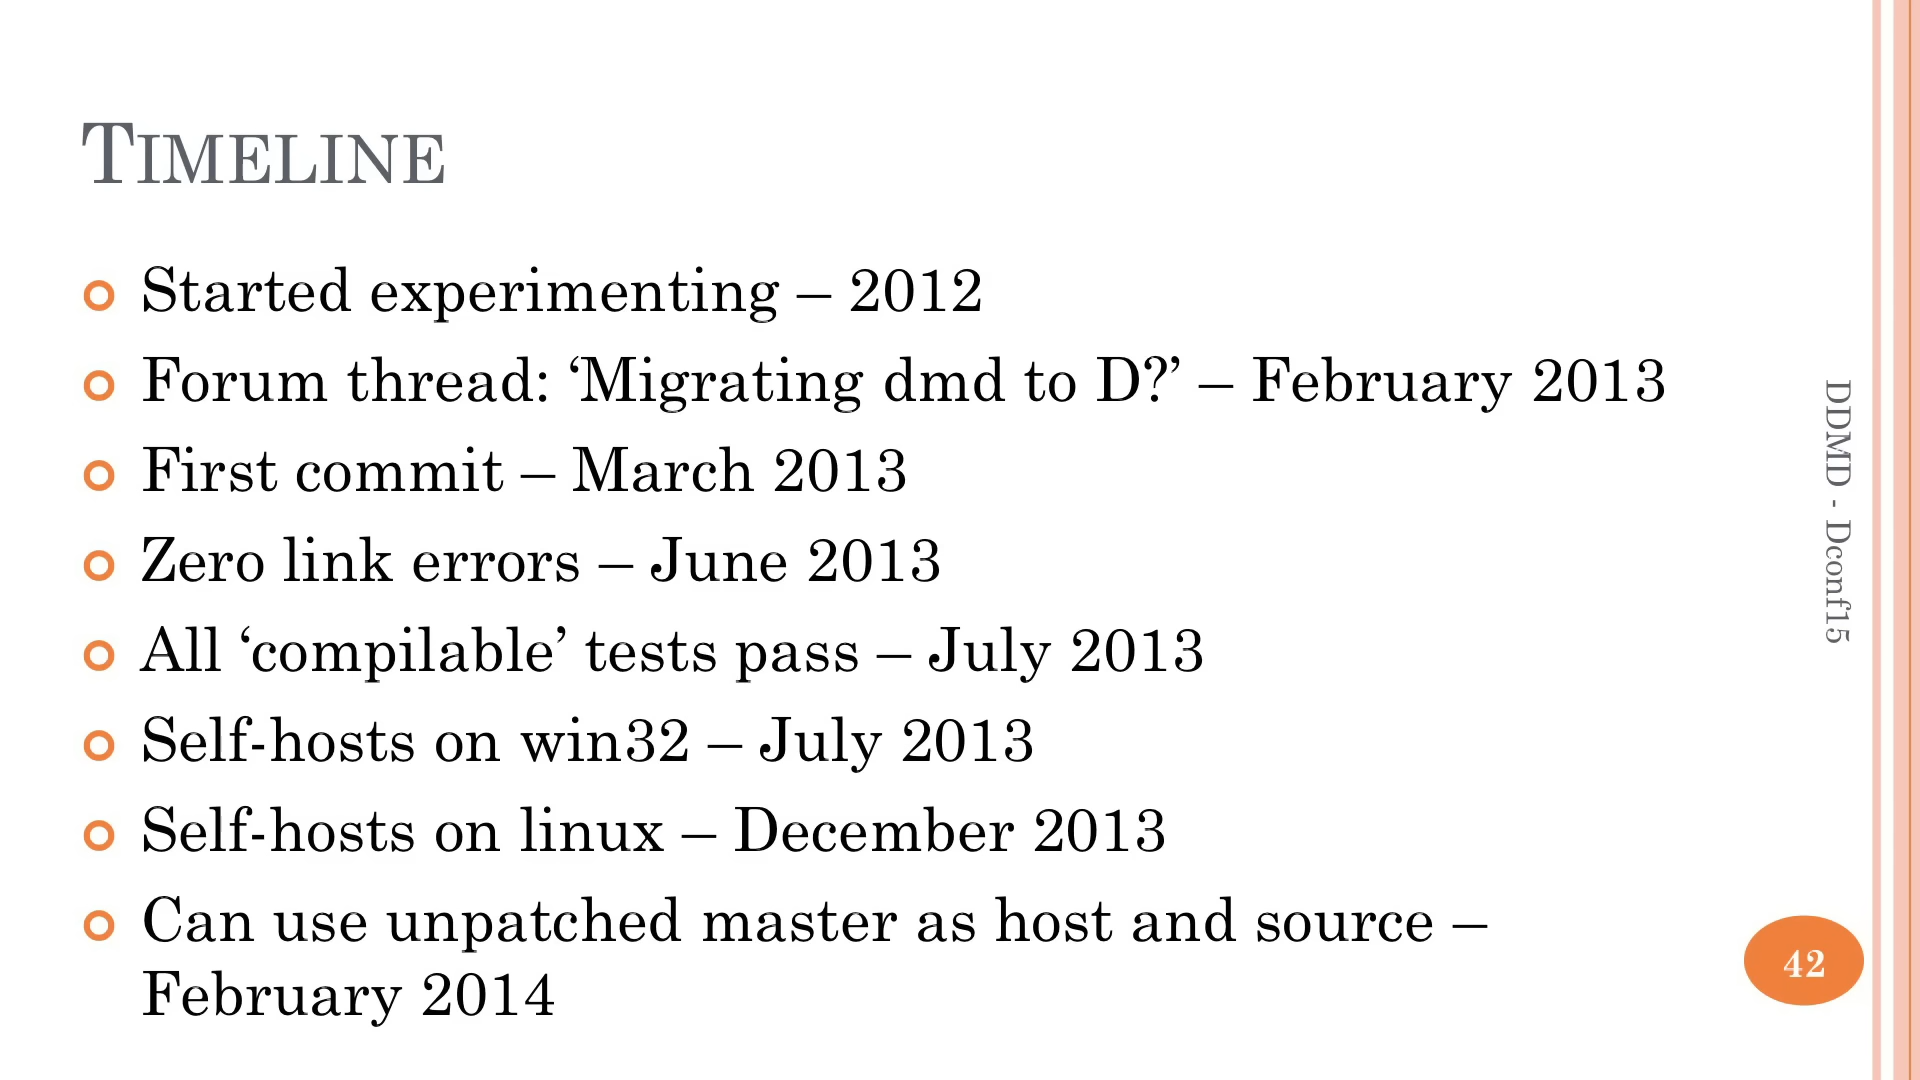 TIMELINE
Started experimenting – 2012
Forum thread: ‘Migrating dmd to D?’ – February 2013
First commit – March 2013
Zero link errors – June 2013
All ‘compilable’ tests pass – July 2013
Self-hosts on win32 – July 2013
Self-hosts on linux – December 2013
Can use unpatched master as host and source –
February 2014
DDMD - Dconf15
42